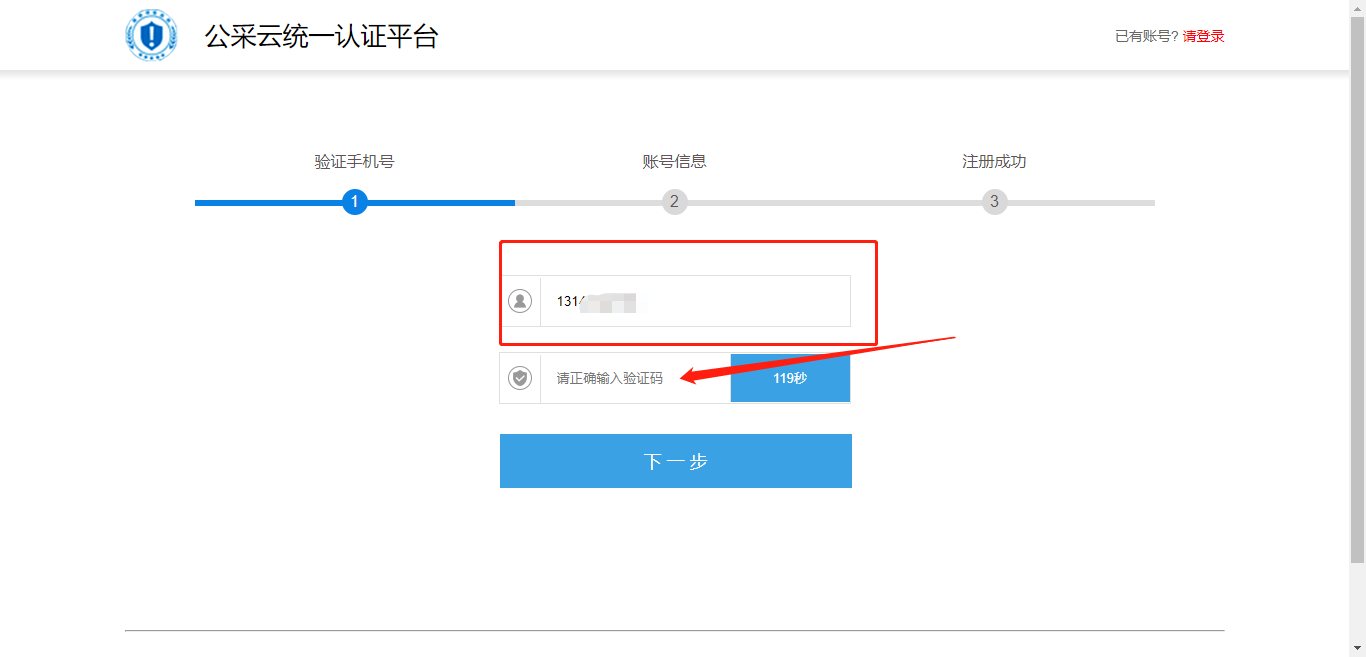 公采云统一认证平台
已有账号? 请登录
验证手机号
账号信息
注册成功
1
2
3
131
请正确输入验证码
119秒
下一步